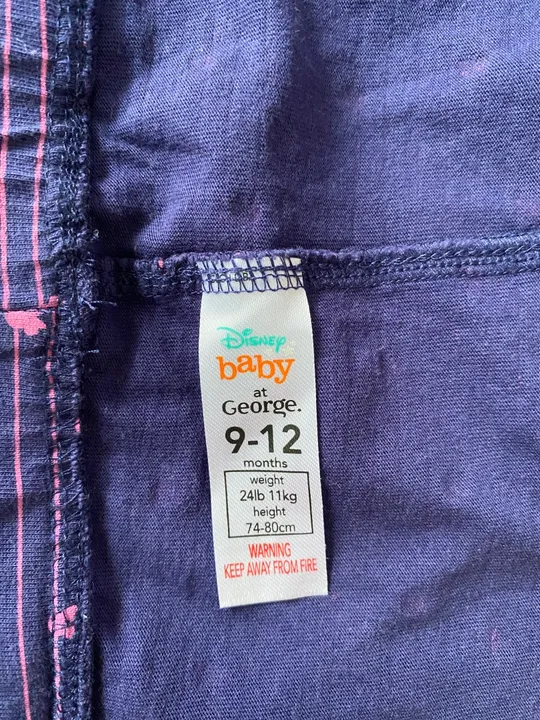 Disney
baby
at
George.
9-12
months
weight
24lb 11kg
height
74-80cm
WARNING
KEEP AWAY FROM FIRE